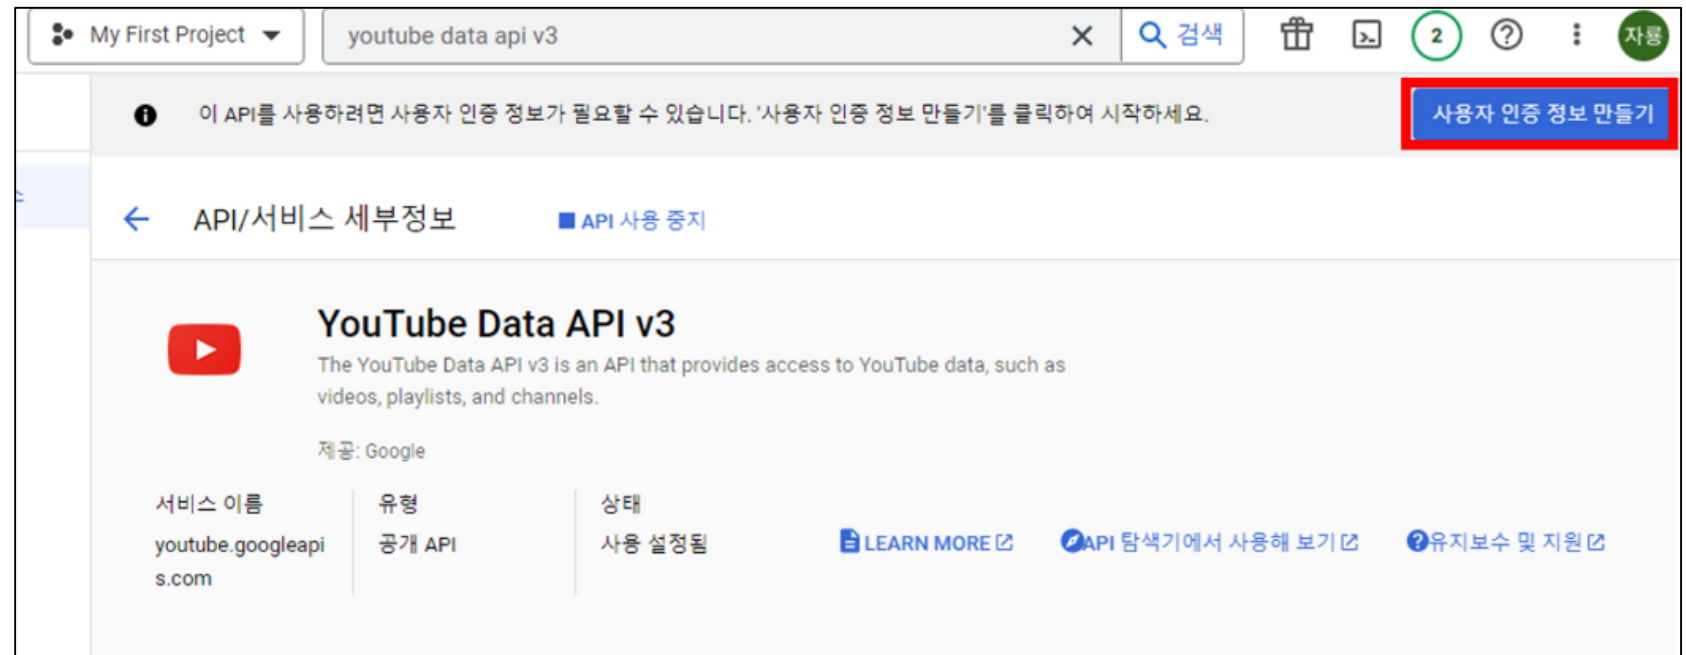 My First Project
youtube data api v3
검색
2
자룡
이 API를 사용하려면 사용자 인증 정보가 필요할 수 있습니다. '사용자 인증 정보 만들기'를 클릭하여 시작하세요.
사용자 인증 정보 만들기
API/서비스 세부정보
API 사용 중지
YouTube Data API v3
The YouTube Data API v3 is an API that provides access to YouTube data, such as
videos, playlists, and channels.
제공: Google
서비스 이름
youtube.googleapi
s.com
유형
공개 API
상태
사용 설정됨
LEARN MORE
API 탐색기에서 사용해 보기
유지보수 및 지원